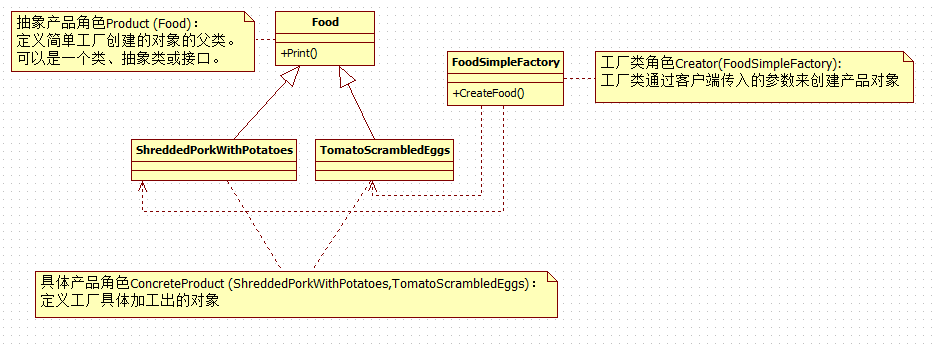 抽象产品角色Product (Food)：
定义简单工厂创建的对象的父类。
可以是一个类、抽象类或接口。
Food
+Print()
FoodSimpleFactory
+CreateFood()
工厂类角色Creator(FoodSimpleFactory):
工厂类通过客户端传入的参数来创建产品对象
ShreddedPorkWithPotatoes
TomatoScrambledEggs
具体产品角色ConcreteProduct (ShreddedPorkWithPotatoes,TomatoScrambledEggs)：
定义工厂具体加工出的对象